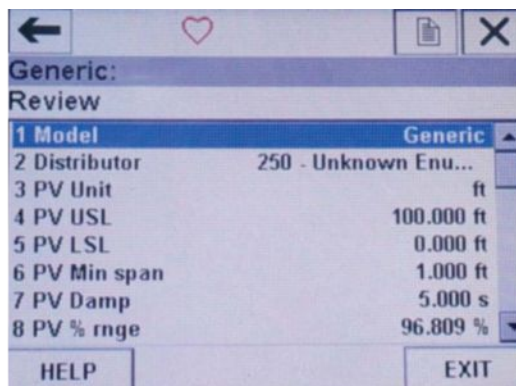 Generic:
Review
1 Model Generic
2 Distributor 250 - Unknown Enu...
3 PV Unit ft
4 PV USL 100.000 ft
5 PV LSL 0.000 ft
6 PV Min span 1.000 ft
7 PV Damp 5.000 s
8 PV % rnge 96.809 %
HELP EXIT